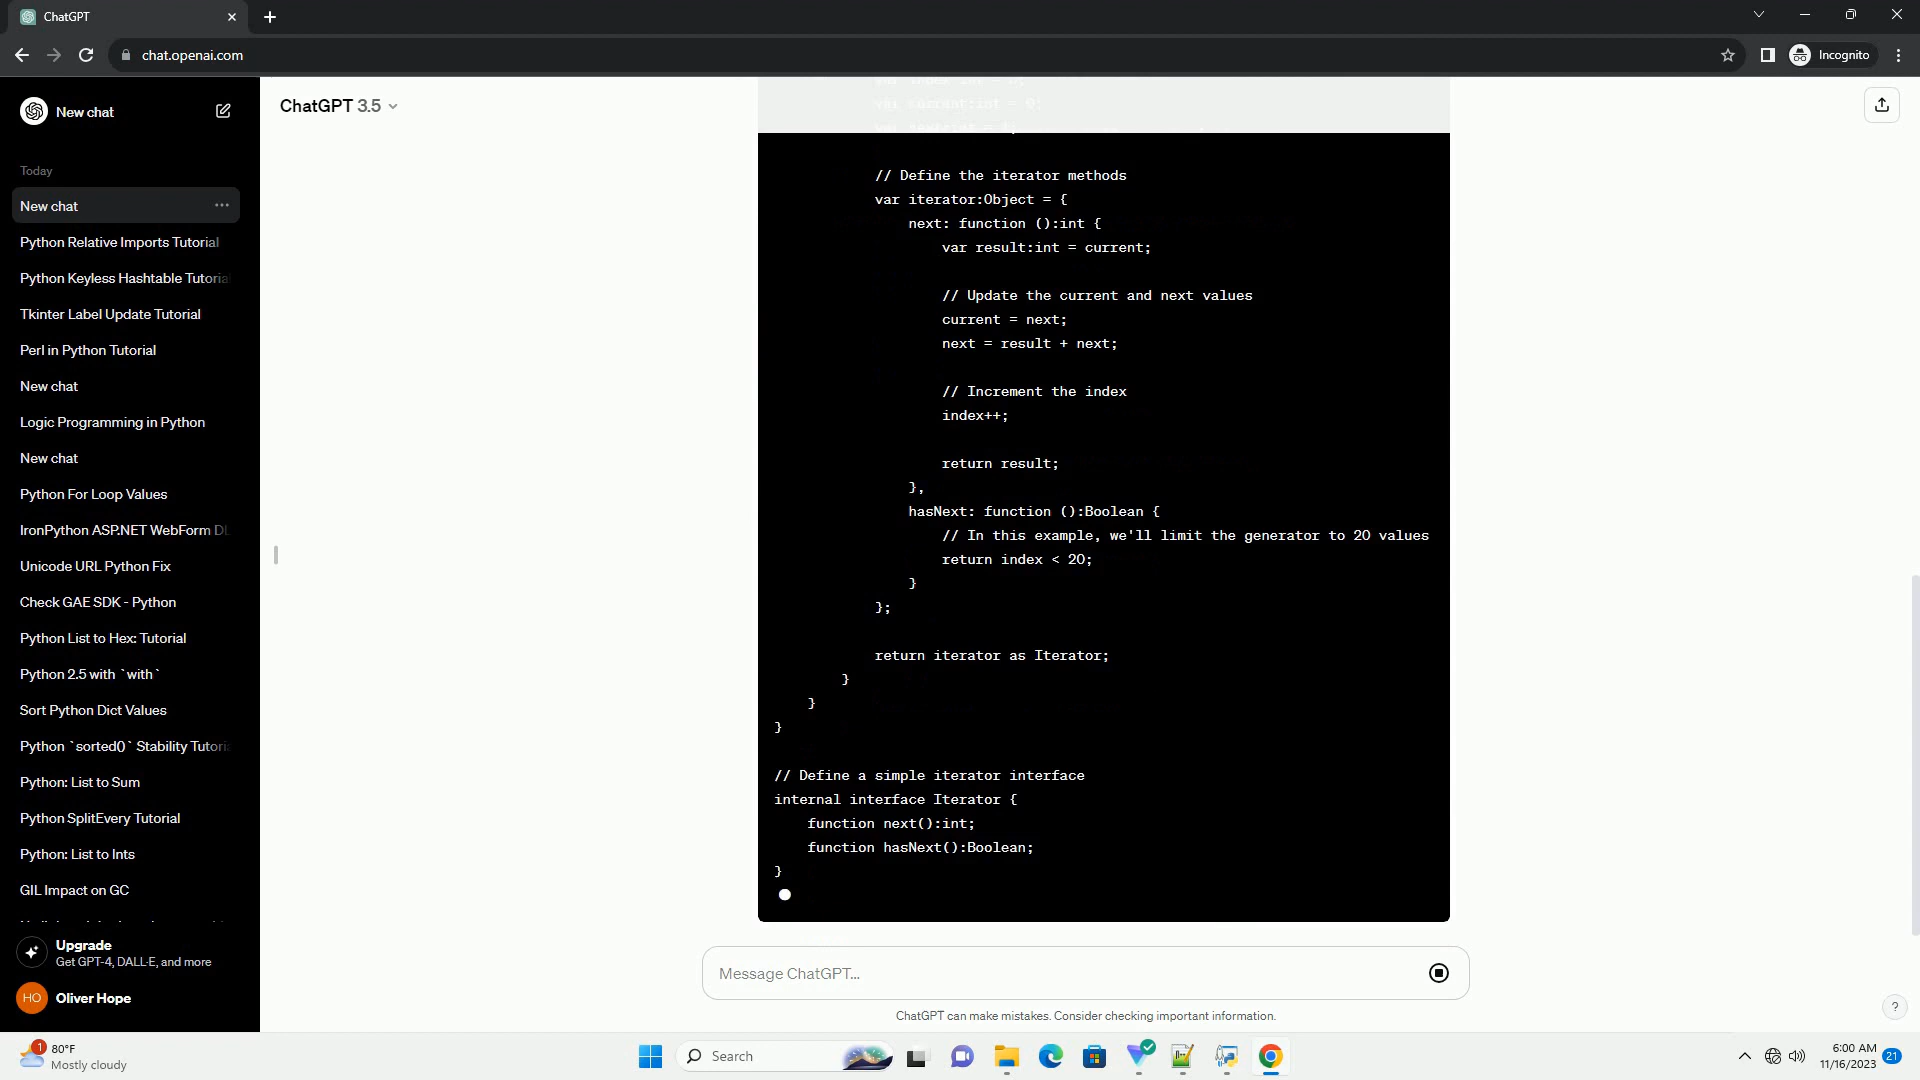 ChatGPT
chat.openai.com
Incognito
New chat
ChatGPT 3.5
Today
New chat
Python Relative Imports Tutorial
Python Keyless Hashtable Tutoria
Tkinter Label Update Tutorial
Perl in Python Tutorial
New chat
Logic Programming in Python
New chat
Python For Loop Values
IronPython ASP.NET WebForm DL
Unicode URL Python Fix
Check GAE SDK - Python
Python List to Hex: Tutorial
Python 2.5 with `with`
Sort Python Dict Values
Python `sorted()` Stability Tutori
Python: List to Sum
Python SplitEvery Tutorial
Python: List to Ints
GIL Impact on GC
Upgrade
Get GPT-4, DALL·E, and more
HO
Oliver Hope
var current:int = 0;
// Define the iterator methods
var iterator:Object = {
next: function ():int {
var result:int = current;
// Update the current and next values
current = next;
next = result + next;
// Increment the index
index++;
return result;
},
hasNext: function ():Boolean {
// In this example, we'll limit the generator to 20 values
return index < 20;
}
};
return iterator as Iterator;
}
}
}
// Define a simple iterator interface
internal interface Iterator {
function next():int;
function hasNext():Boolean;
}
Message ChatGPT...
ChatGPT can make mistakes. Consider checking important information.
?
1
80°F
Mostly cloudy
Search
6:00 AM
11/16/2023
21